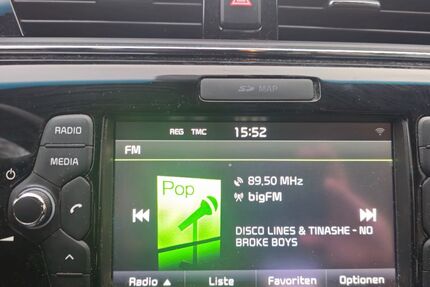 SD MAP
RADIO
REG TMC 15:52
FM
MEDIA
Pop
89,50 MHz
bigFM
DISCO LINES & TINASHE - NO
BROKE BOYS
Radio ▲ Liste Favoriten Optionen